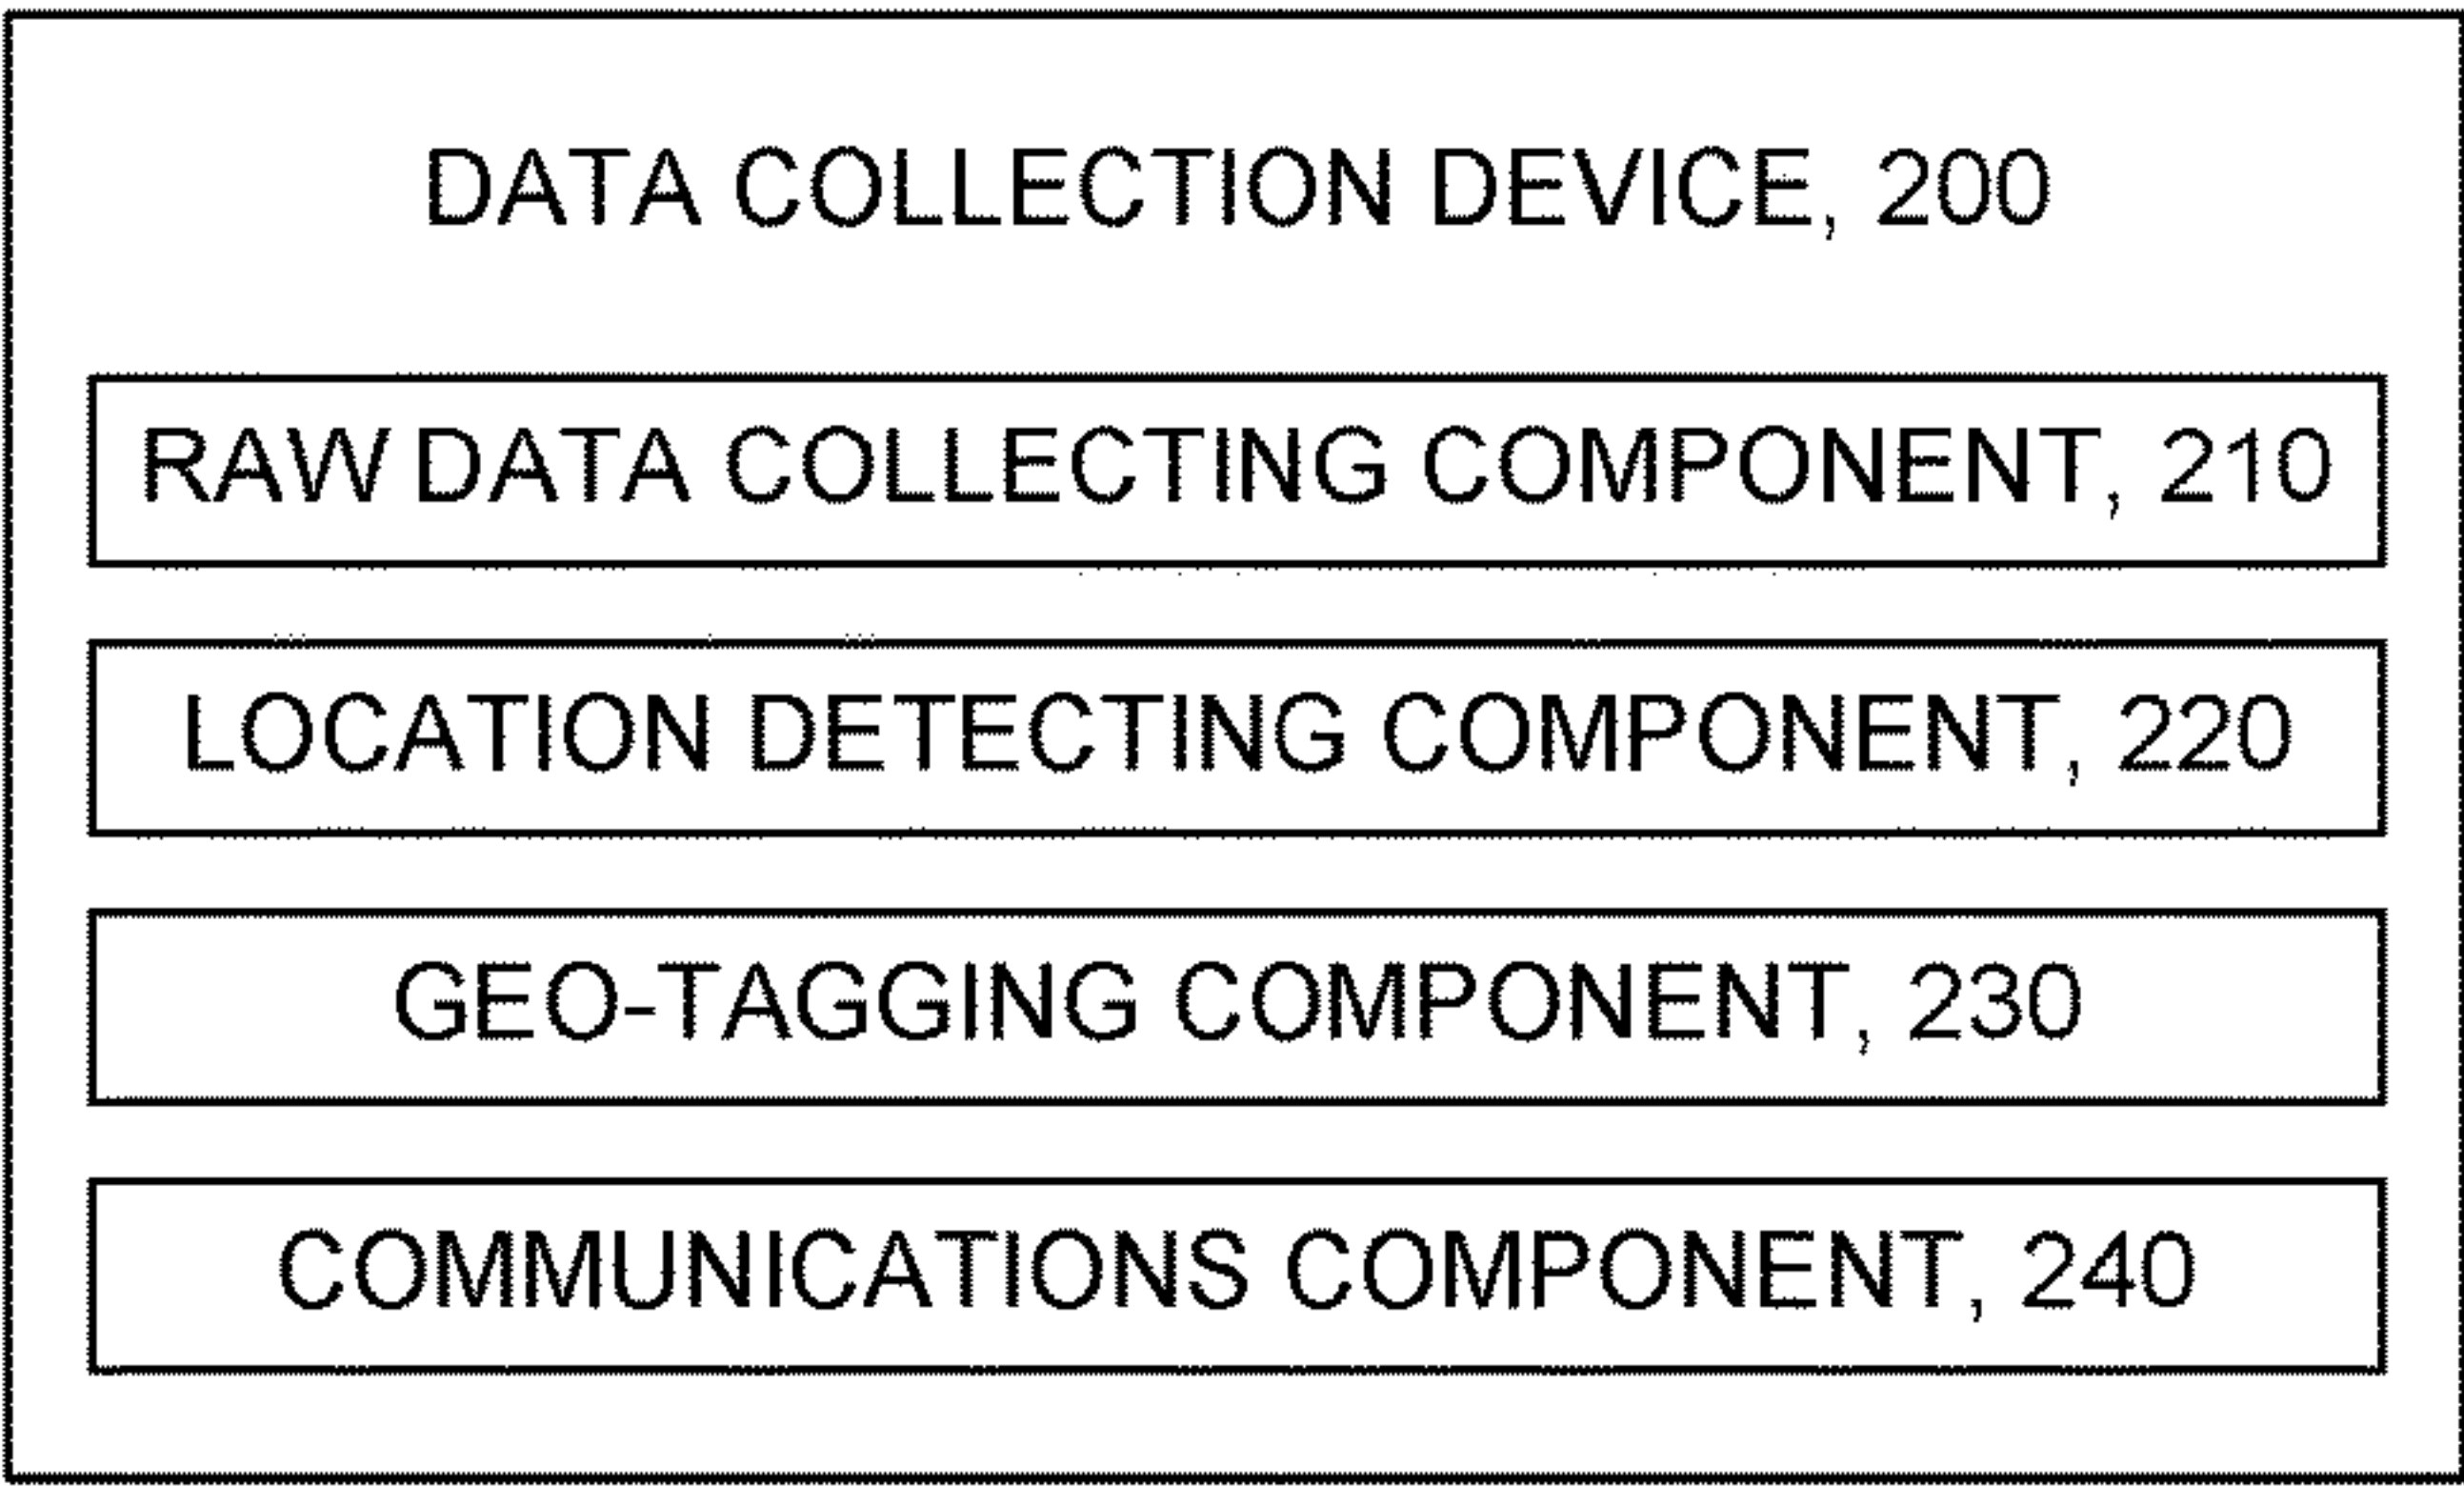 DATA COLLECTION DEVICE, 200
RAW DATA COLLECTING COMPONENT, 210
LOCATION DETECTING COMPONENT, 220
GEO-TAGGING COMPONENT, 230
COMMUNICATIONS COMPONENT, 240